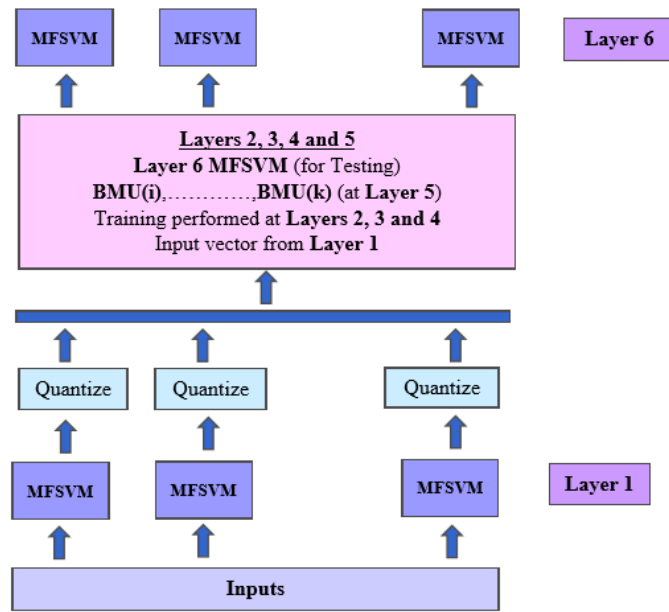 MFSVM MFSVM MFSVM Layer 6
Layers 2, 3, 4 and 5
Layer 6 MFSVM (for Testing)
BMU(i),…………,BMU(k) (at Layer 5)
Training performed at Layers 2, 3 and 4
Input vector from Layer 1
Quantize Quantize Quantize
MFSVM MFSVM MFSVM Layer 1
Inputs